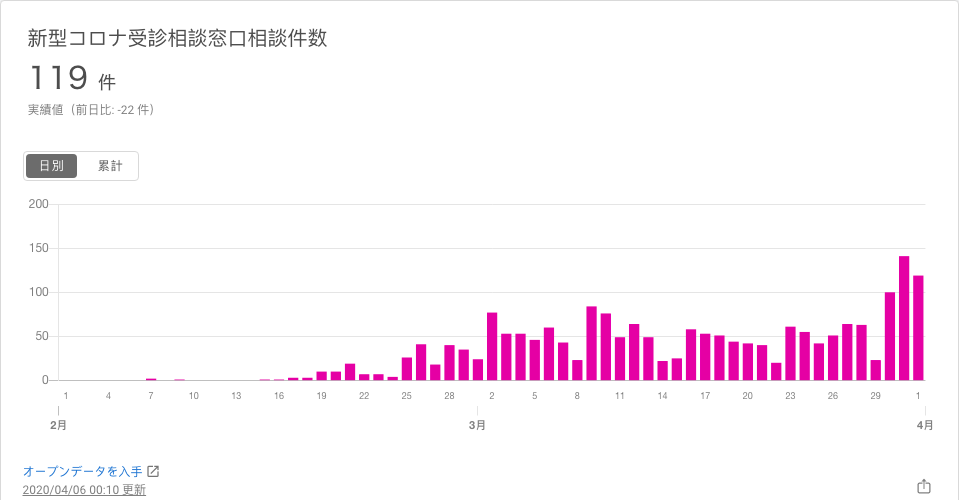 新型コロナ受診相談窓口相談件数
119 件
実績値（前日比: -22 件）
日別 累計
200
150
100
50
0
1 4 7 10 13 16 19 22 25 28 2 5 8 11 14 17 20 23 26 29 1
2月 3月 4月
オープンデータを入手
2020/04/06 00:10 更新